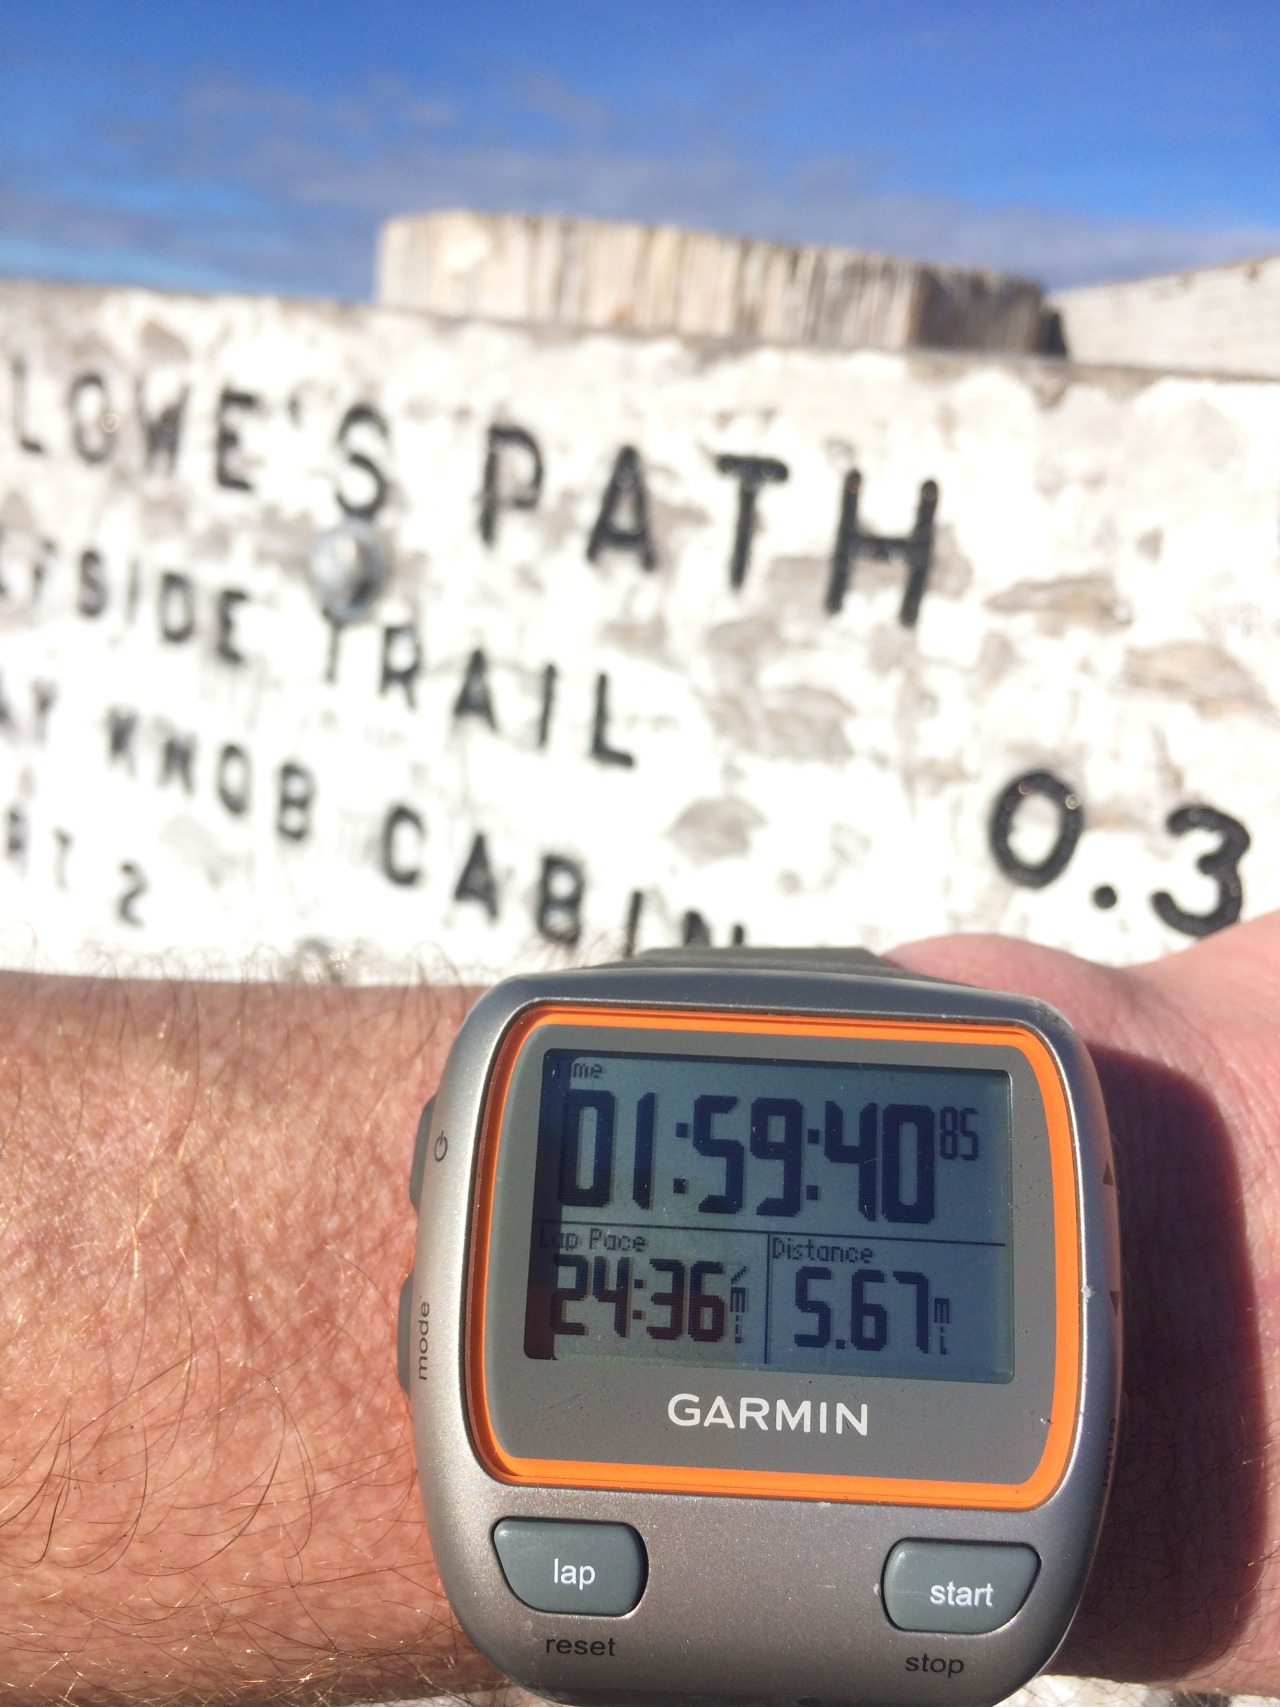 LOWE'S PATH
SIDE TRAIL
KNOB CABIN
0.3
2
01:59:40 85
Lap Pace
24:36 mi
Distance
5.67 mi
GARMIN
mode
lap
start
reset
stop